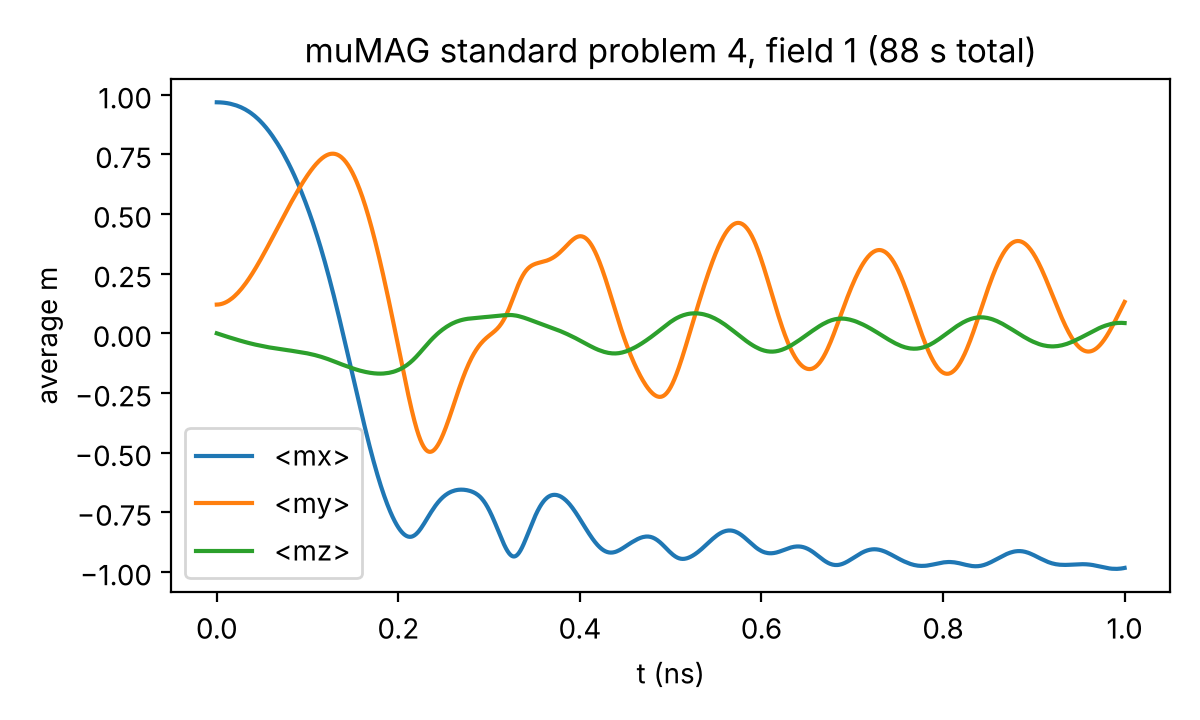 muMAG standard problem 4, field 1 (88 s total)
average m
1.00
0.75
0.50
0.25
0.00
−0.25
−0.50
−0.75
−1.00
<mx>
<my>
<mz>
0.0 0.2 0.4 0.6 0.8 1.0
t (ns)